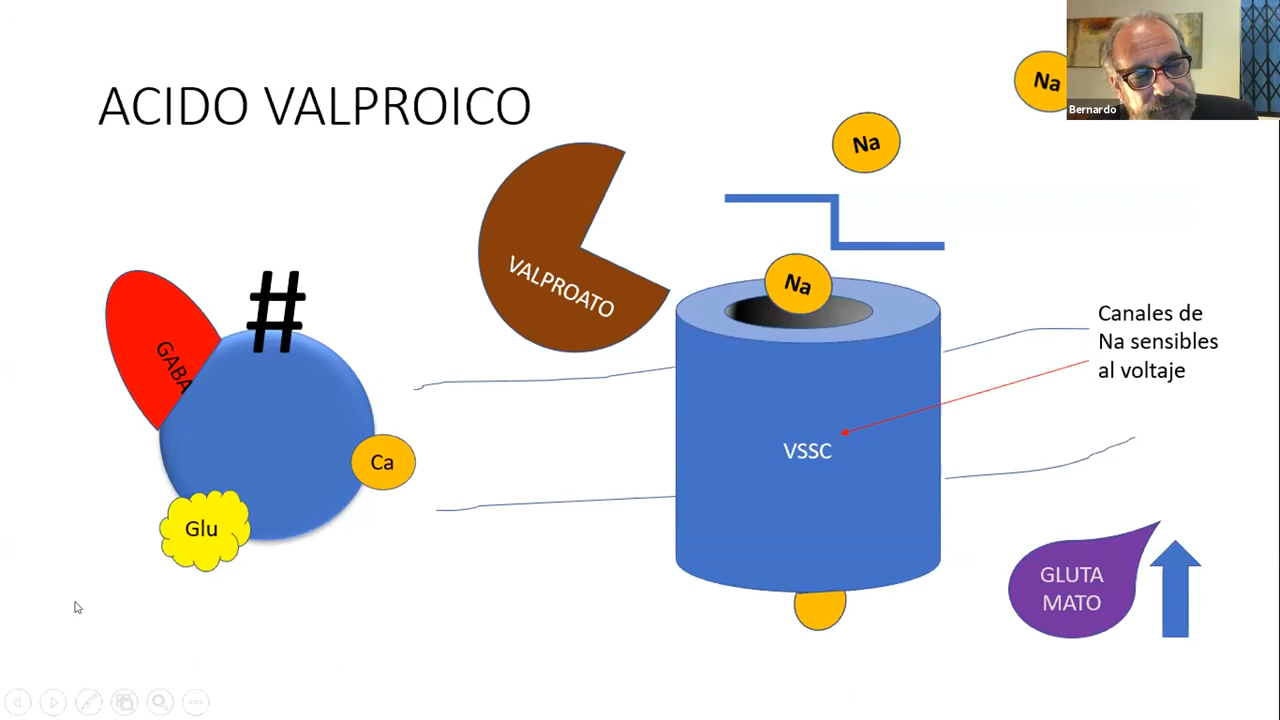 ACIDO VALPROICO
Na
Bernardo
Na
VALPROATO
Na
#
GABA
Ca
Glu
VSSC
Canales de
Na sensibles
al voltaje
GLUTA
MATO